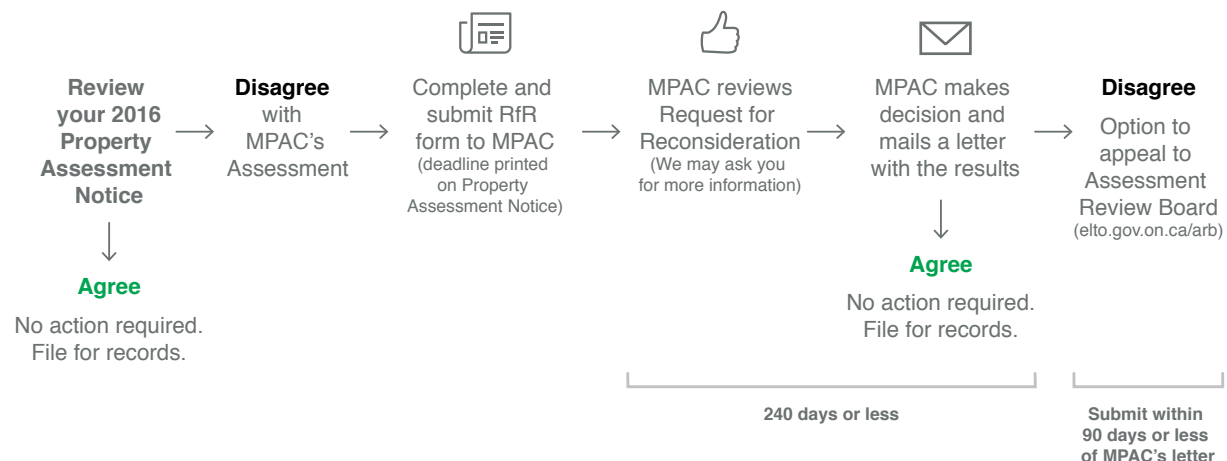 Review
your 2016
Property
Assessment
Notice
Agree
No action required.
File for records.
Disagree
with
MPAC's
Assessment
Complete and
submit RfR
form to MPAC
(deadline printed
on Property
Assessment Notice)
MPAC reviews
Request for
Reconsideration
(We may ask you
for more information)
MPAC makes
decision and
mails a letter
with the results
Agree
No action required.
File for records.
Disagree
Option to
appeal to
Assessment
Review Board
(elto.gov.on.ca/arb)
240 days or less
Submit within
90 days or less
of MPAC's letter